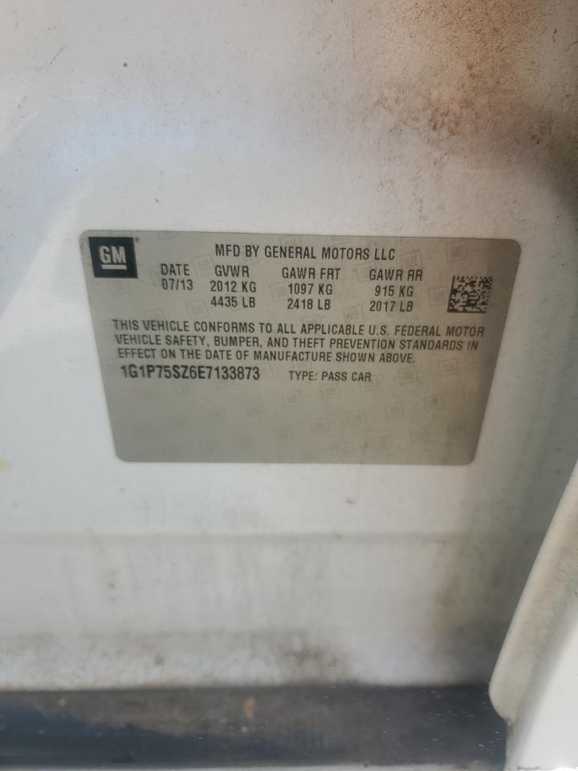 GM
MFD BY GENERAL MOTORS LLC
DATE GVWR GAWR FRT GAWR RR
07/13 2012 KG 1097 KG 915 KG
4435 LB 2418 LB 2017 LB
THIS VEHICLE CONFORMS TO ALL APPLICABLE U.S. FEDERAL MOTOR
VEHICLE SAFETY, BUMPER, AND THEFT PREVENTION STANDARDS IN
EFFECT ON THE DATE OF MANUFACTURE SHOWN ABOVE.
1G1P75SZ6E7133873 TYPE: PASS CAR